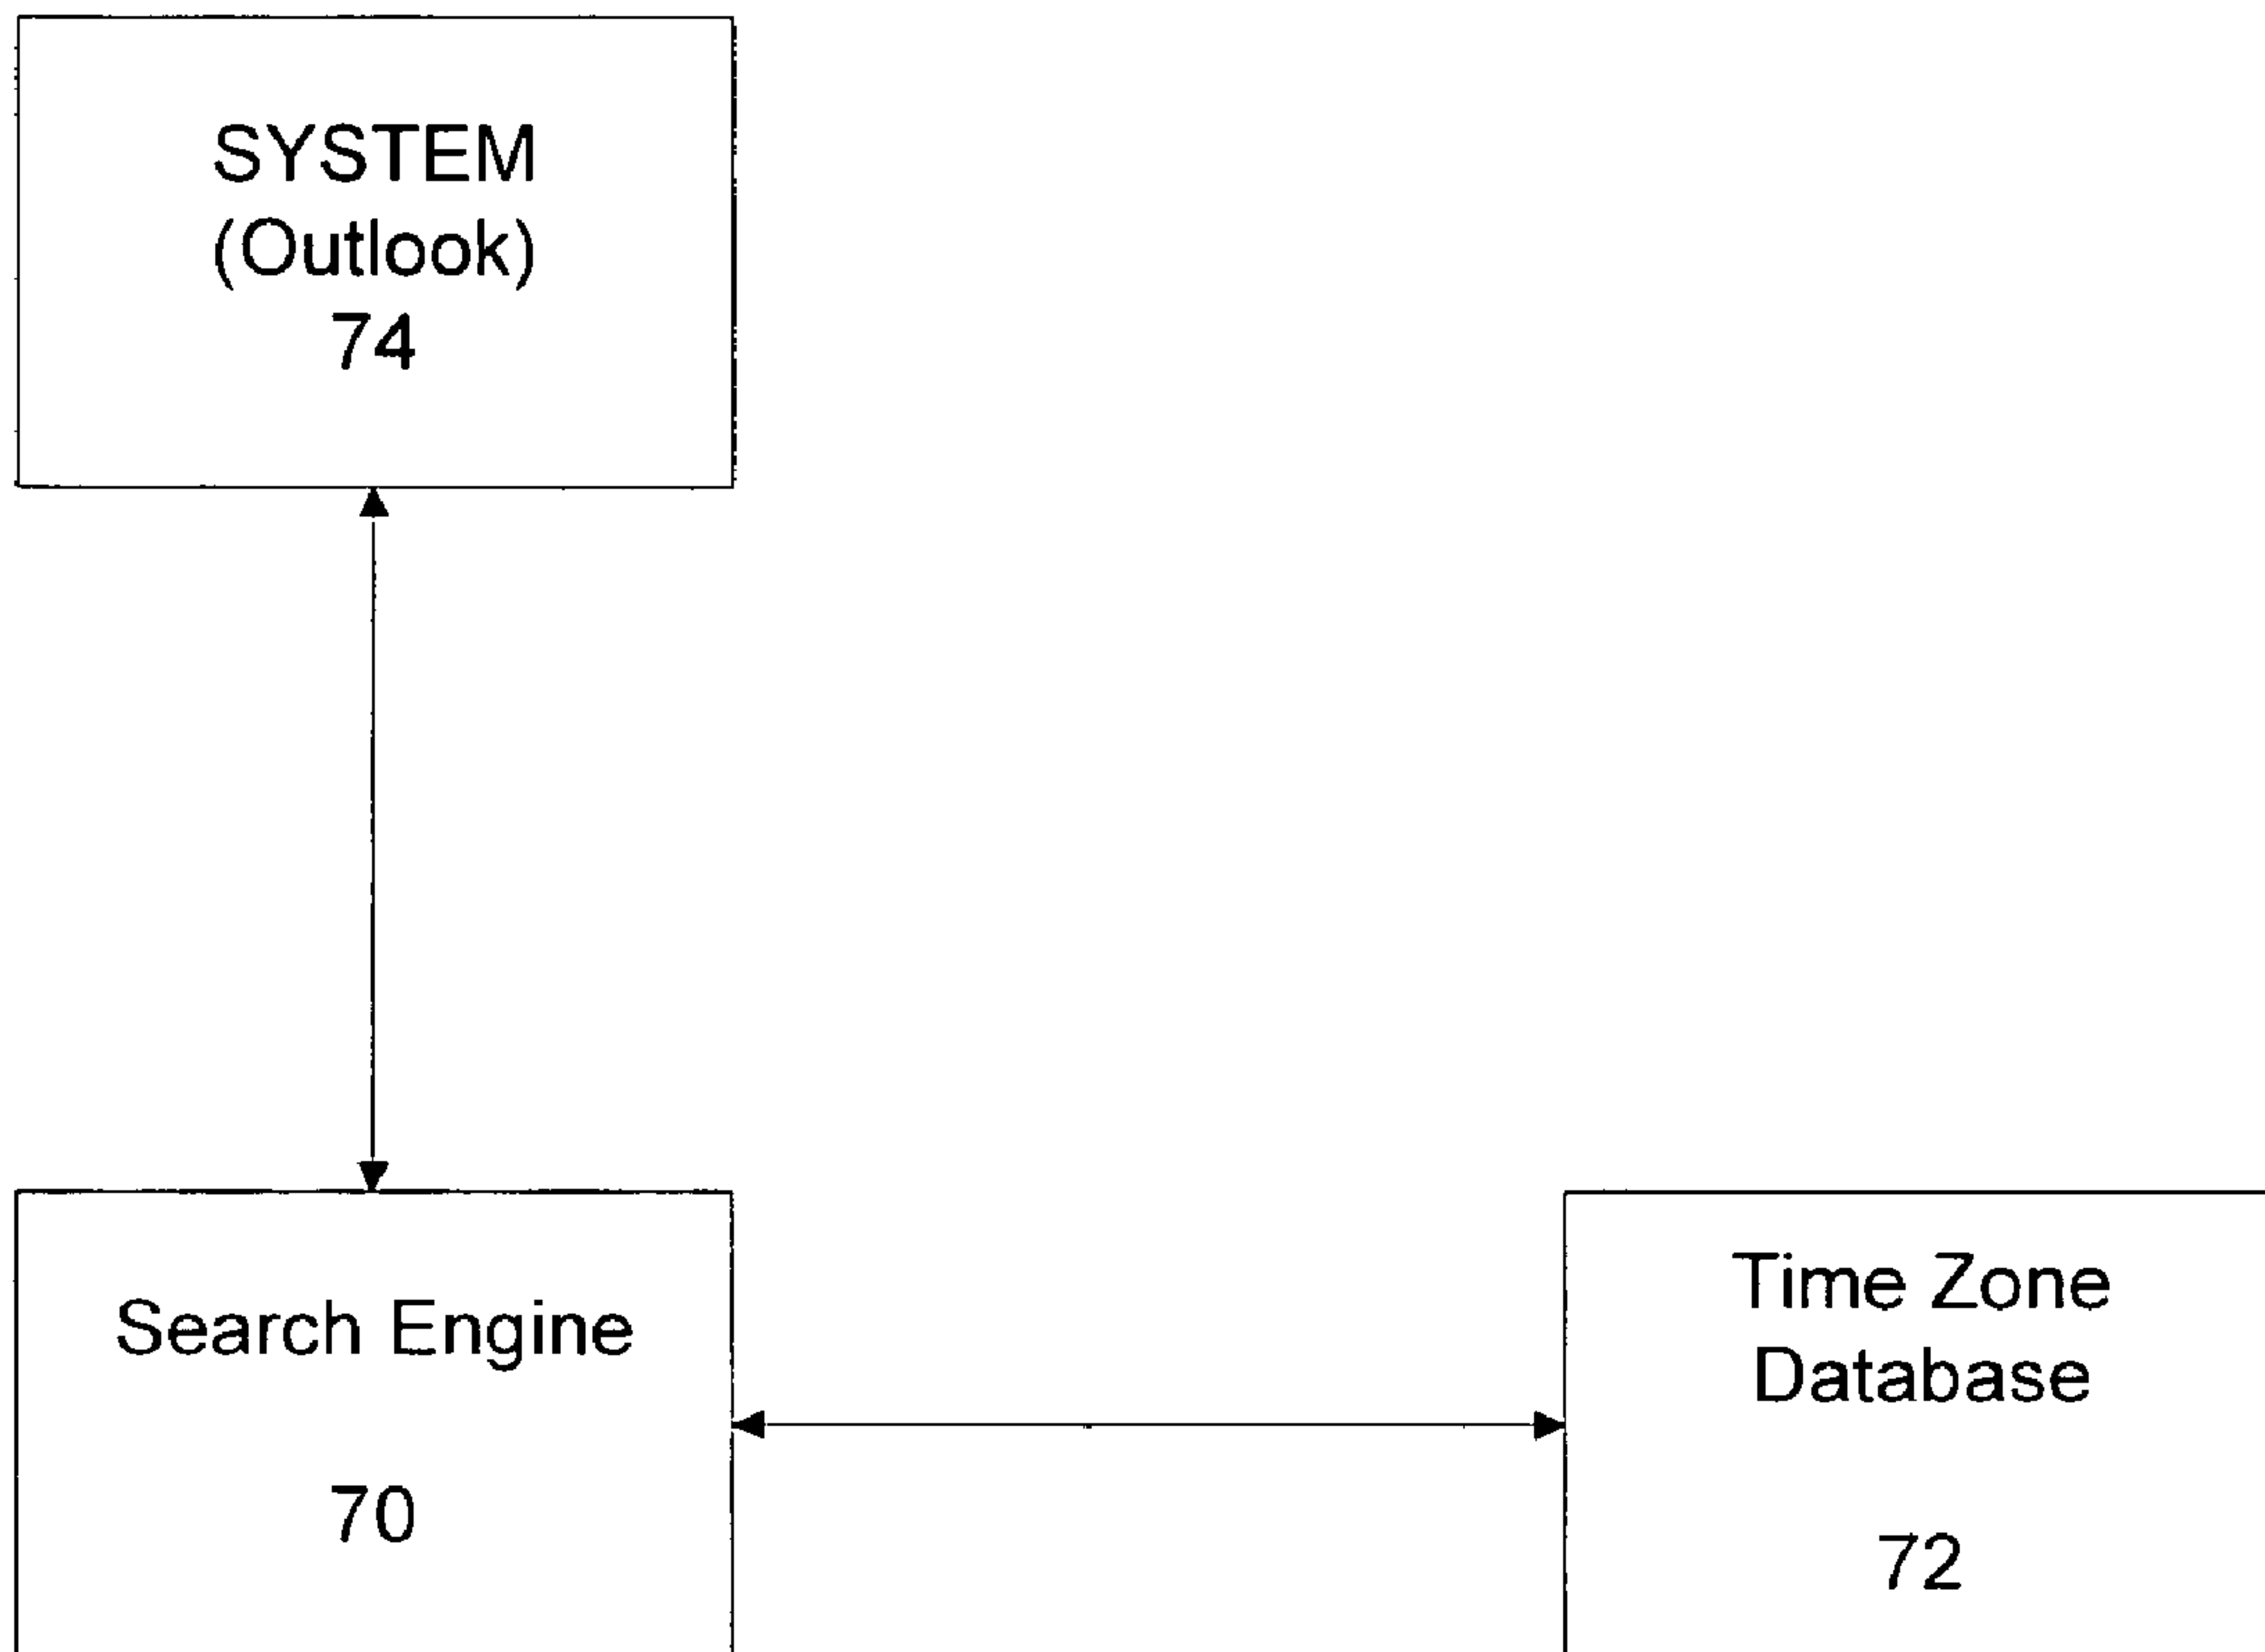 SYSTEM
(Outlook)
74
Search Engine
70
Time Zone
Database
72